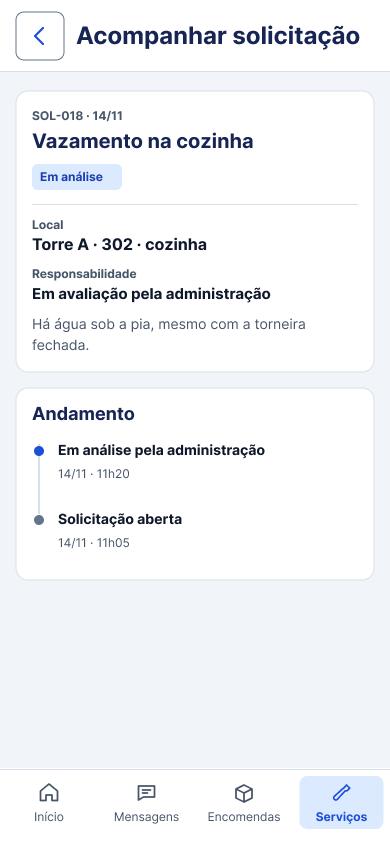 Acompanhar solicitação
SOL-018 · 14/11
Vazamento na cozinha
Em análise
Local
Torre A · 302 · cozinha
Responsabilidade
Em avaliação pela administração
Há água sob a pia, mesmo com a torneira
fechada.
Andamento
Em análise pela administração
14/11 · 11h20
Solicitação aberta
14/11 · 11h05
Início
Mensagens
Encomendas
Serviços